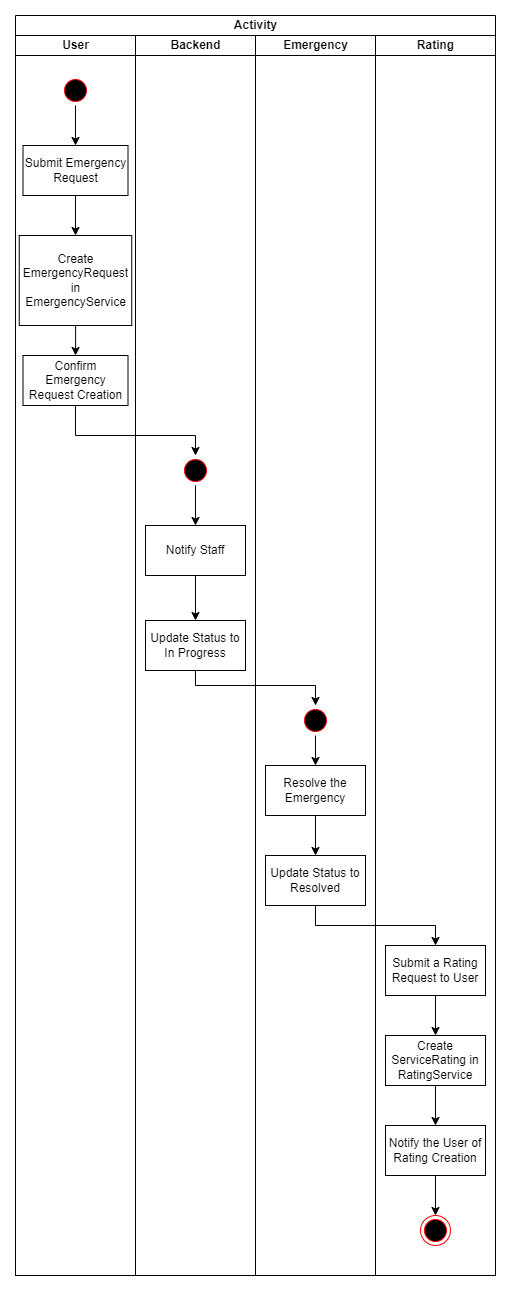 Activity
User
Backend
Emergency
Rating
Submit Emergency
Request
Create
EmergencyRequest
in
EmergencyService
Confirm
Emergency
Request Creation
Notify Staff
Update Status to
In Progress
Resolve the
Emergency
Update Status to
Resolved
Submit a Rating
Request to User
Create
ServiceRating in
RatingService
Notify the User of
Rating Creation